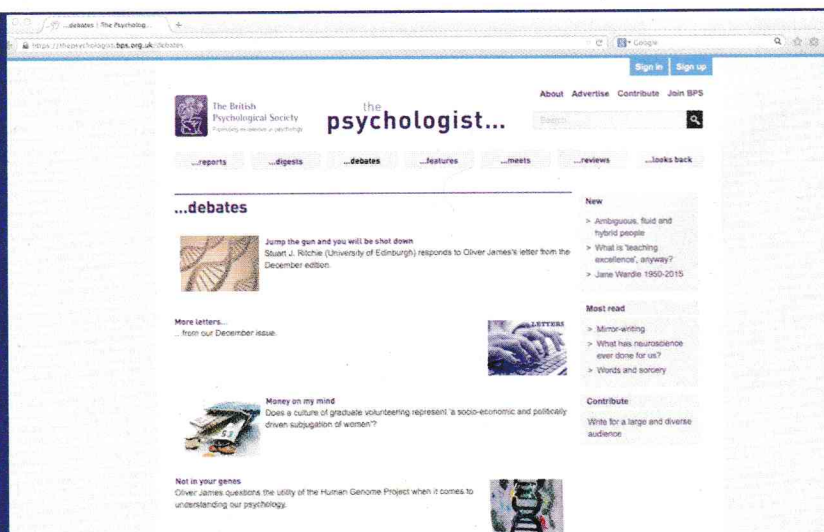 ...debates | The Psycholog...
https://thepsychologist.bps.org.uk/debates
Google
Sign in Sign up
About Advertise Contribute Join BPS
The British
Psychological Society
Promoting excellence in psychology
the
psychologist...
Search
...reports ...digests ...debates ...features ...meets ...reviews ...looks back
...debates
Jump the gun and you will be shot down
Stuart J. Ritchie (University of Edinburgh) responds to Oliver James's letter from the
December edition.
More letters...
... from our December issue.
LETTERS
Money on my mind
Does a culture of graduate volunteering represent 'a socio-economic and politically
driven subjugation of women'?
Not in your genes
Oliver James questions the utility of the Human Genome Project when it comes to
understanding our psychology.
New
> Ambiguous, fluid and
hybrid people
> What is 'teaching
excellence', anyway?
> Jane Wardle 1950-2015
Most read
> Mirror-writing
> What has neuroscience
ever done for us?
> Words and sorcery
Contribute
Write for a large and diverse
audience